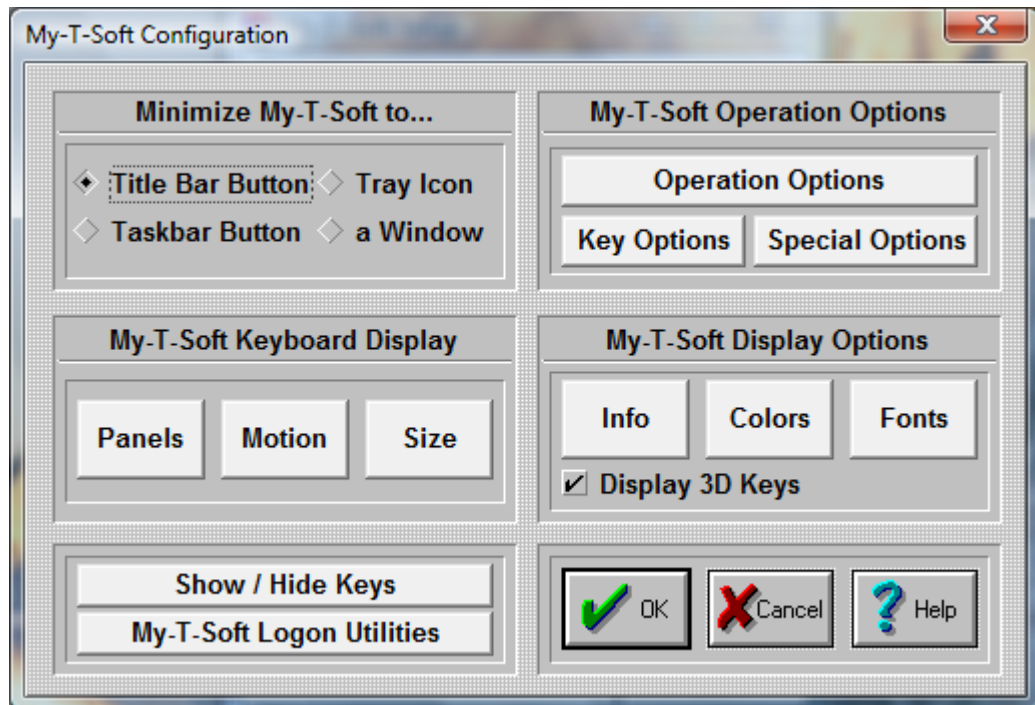 My-T-Soft Configuration
Minimize My-T-Soft to...
Title Bar Button
Tray Icon
Taskbar Button
a Window
My-T-Soft Operation Options
Operation Options
Key Options
Special Options
My-T-Soft Keyboard Display
Panels
Motion
Size
My-T-Soft Display Options
Info
Colors
Fonts
Display 3D Keys
Show / Hide Keys
My-T-Soft Logon Utilities
OK
Cancel
Help